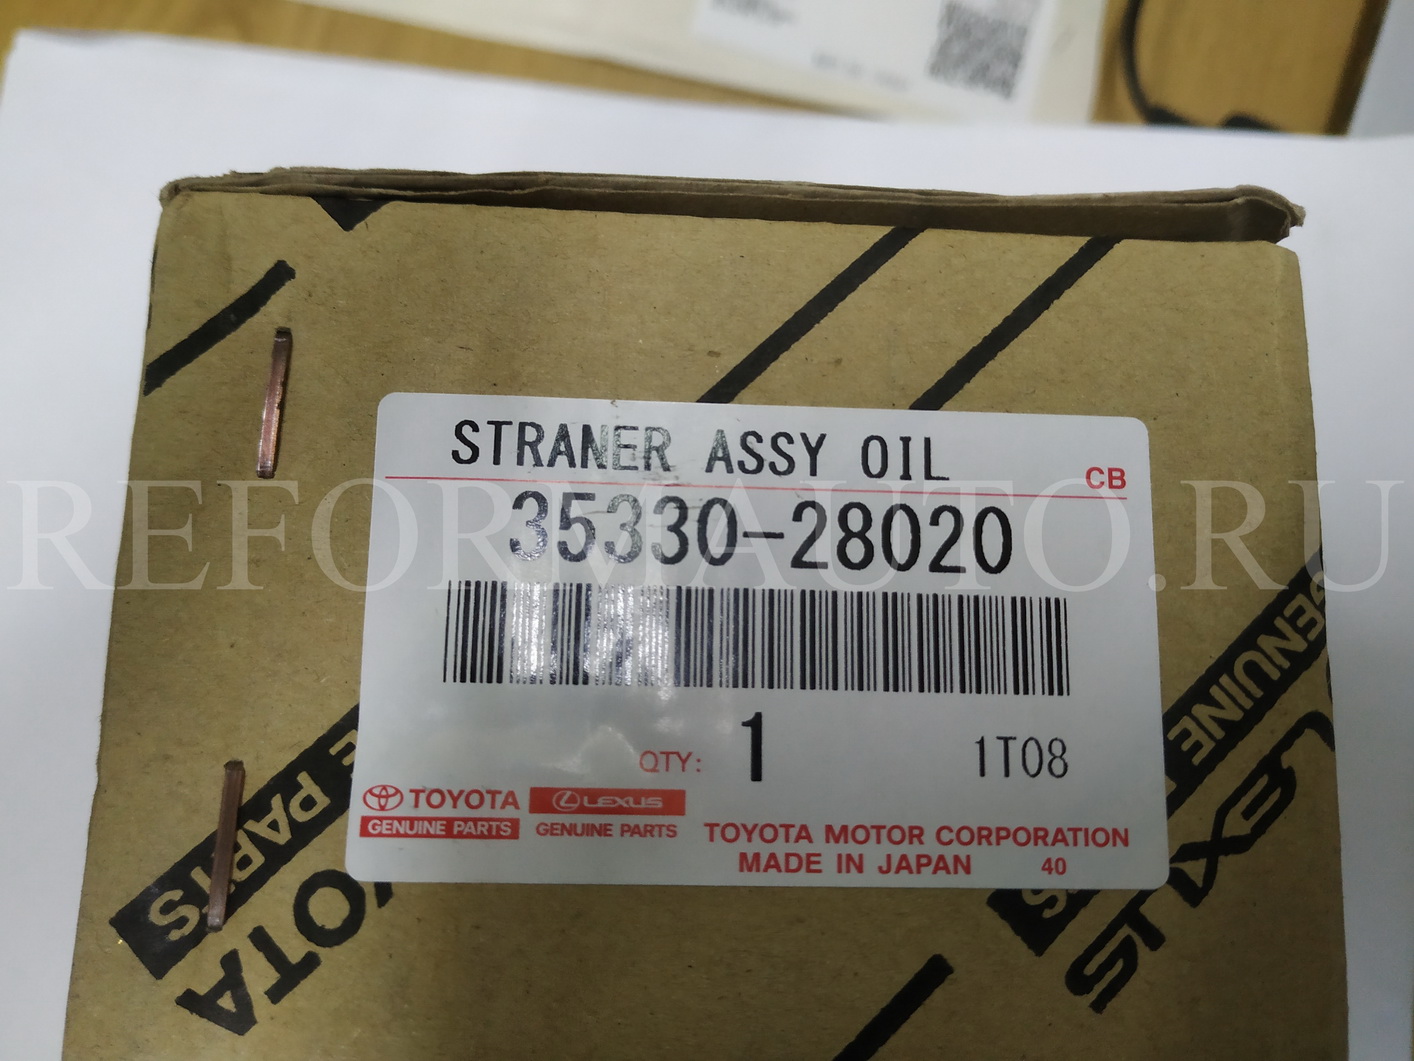 STRANER ASSY OIL
CB
35330-28020
QTY: 1
1T08
TOYOTA
GENUINE PARTS
LEXUS
GENUINE PARTS
TOYOTA MOTOR CORPORATION
MADE IN JAPAN 40
REFORMAUTO.RU
PARTS
TOYOTA
GENUINE
LEXUS